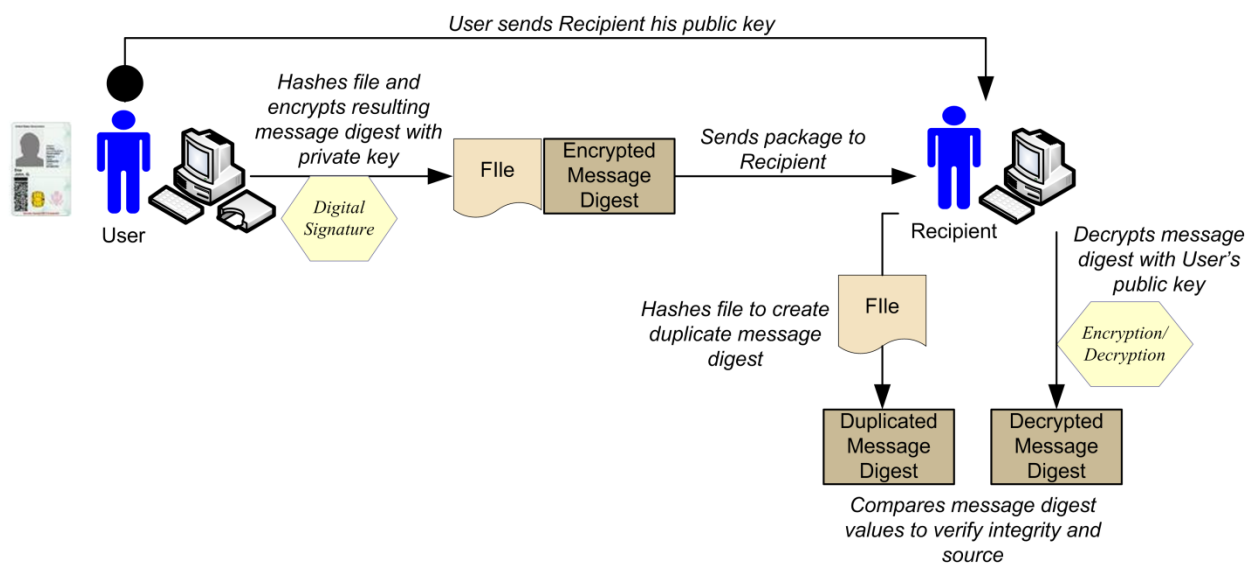 User sends Recipient his public key
Hashes file and
encrypts resulting
message digest with
private key
Digital
Signature
User
FIle
Encrypted
Message
Digest
Sends package to
Recipient
Recipient
Decrypts message
digest with User’s
public key
Encryption/
Decryption
Hashes file to create
duplicate message
digest
FIle
Duplicated
Message
Digest
Decrypted
Message
Digest
Compares message digest
values to verify integrity and
source